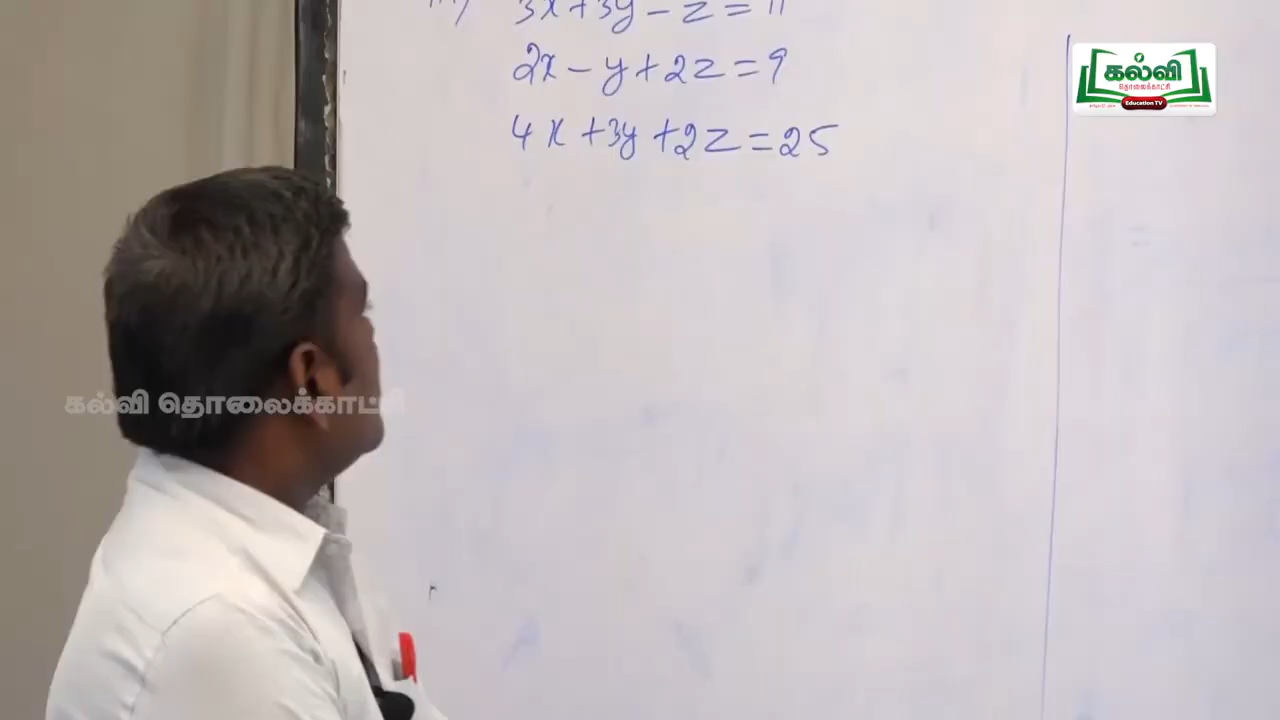 3x+3y-z=11
2x-y+2z=9
4x+3y+2z=25
கல்வி
தொலைக்காட்சி
Education TV
கல்வி தொலைக்காட்சி